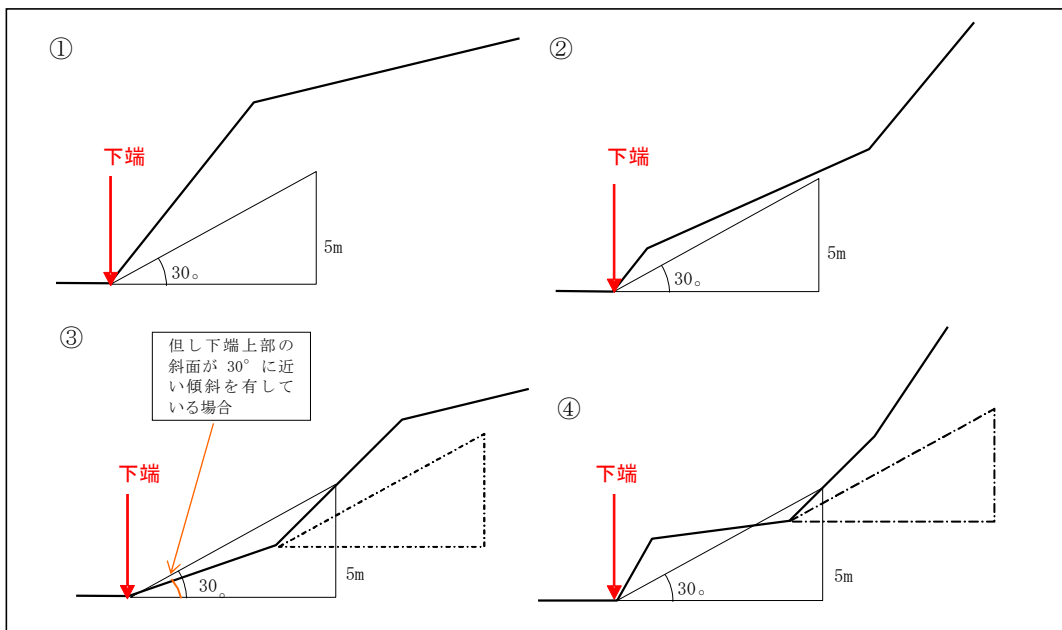 ①
下端
30°
5m
②
下端
30°
5m
③
但し下端上部の
斜面が 30°に近
い傾斜を有して
いる場合
下端
30°
5m
④
下端
30°
5m